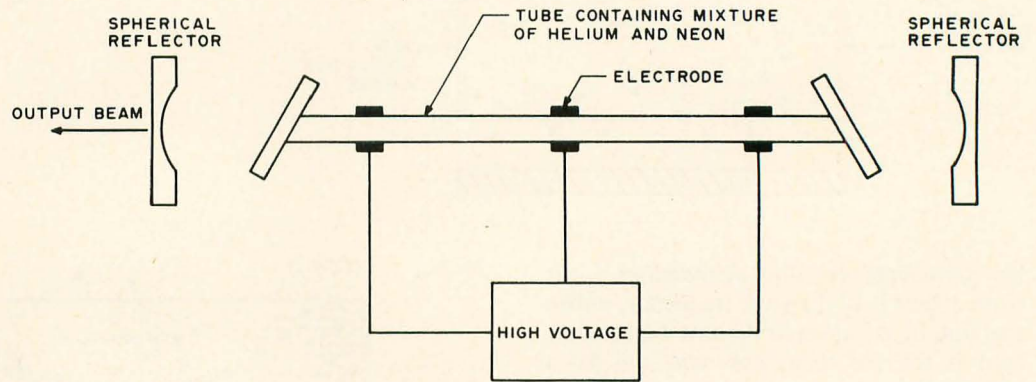 TUBE CONTAINING MIXTURE
OF HELIUM AND NEON
SPHERICAL
REFLECTOR
SPHERICAL
REFLECTOR
ELECTRODE
OUTPUT BEAM
HIGH VOLTAGE